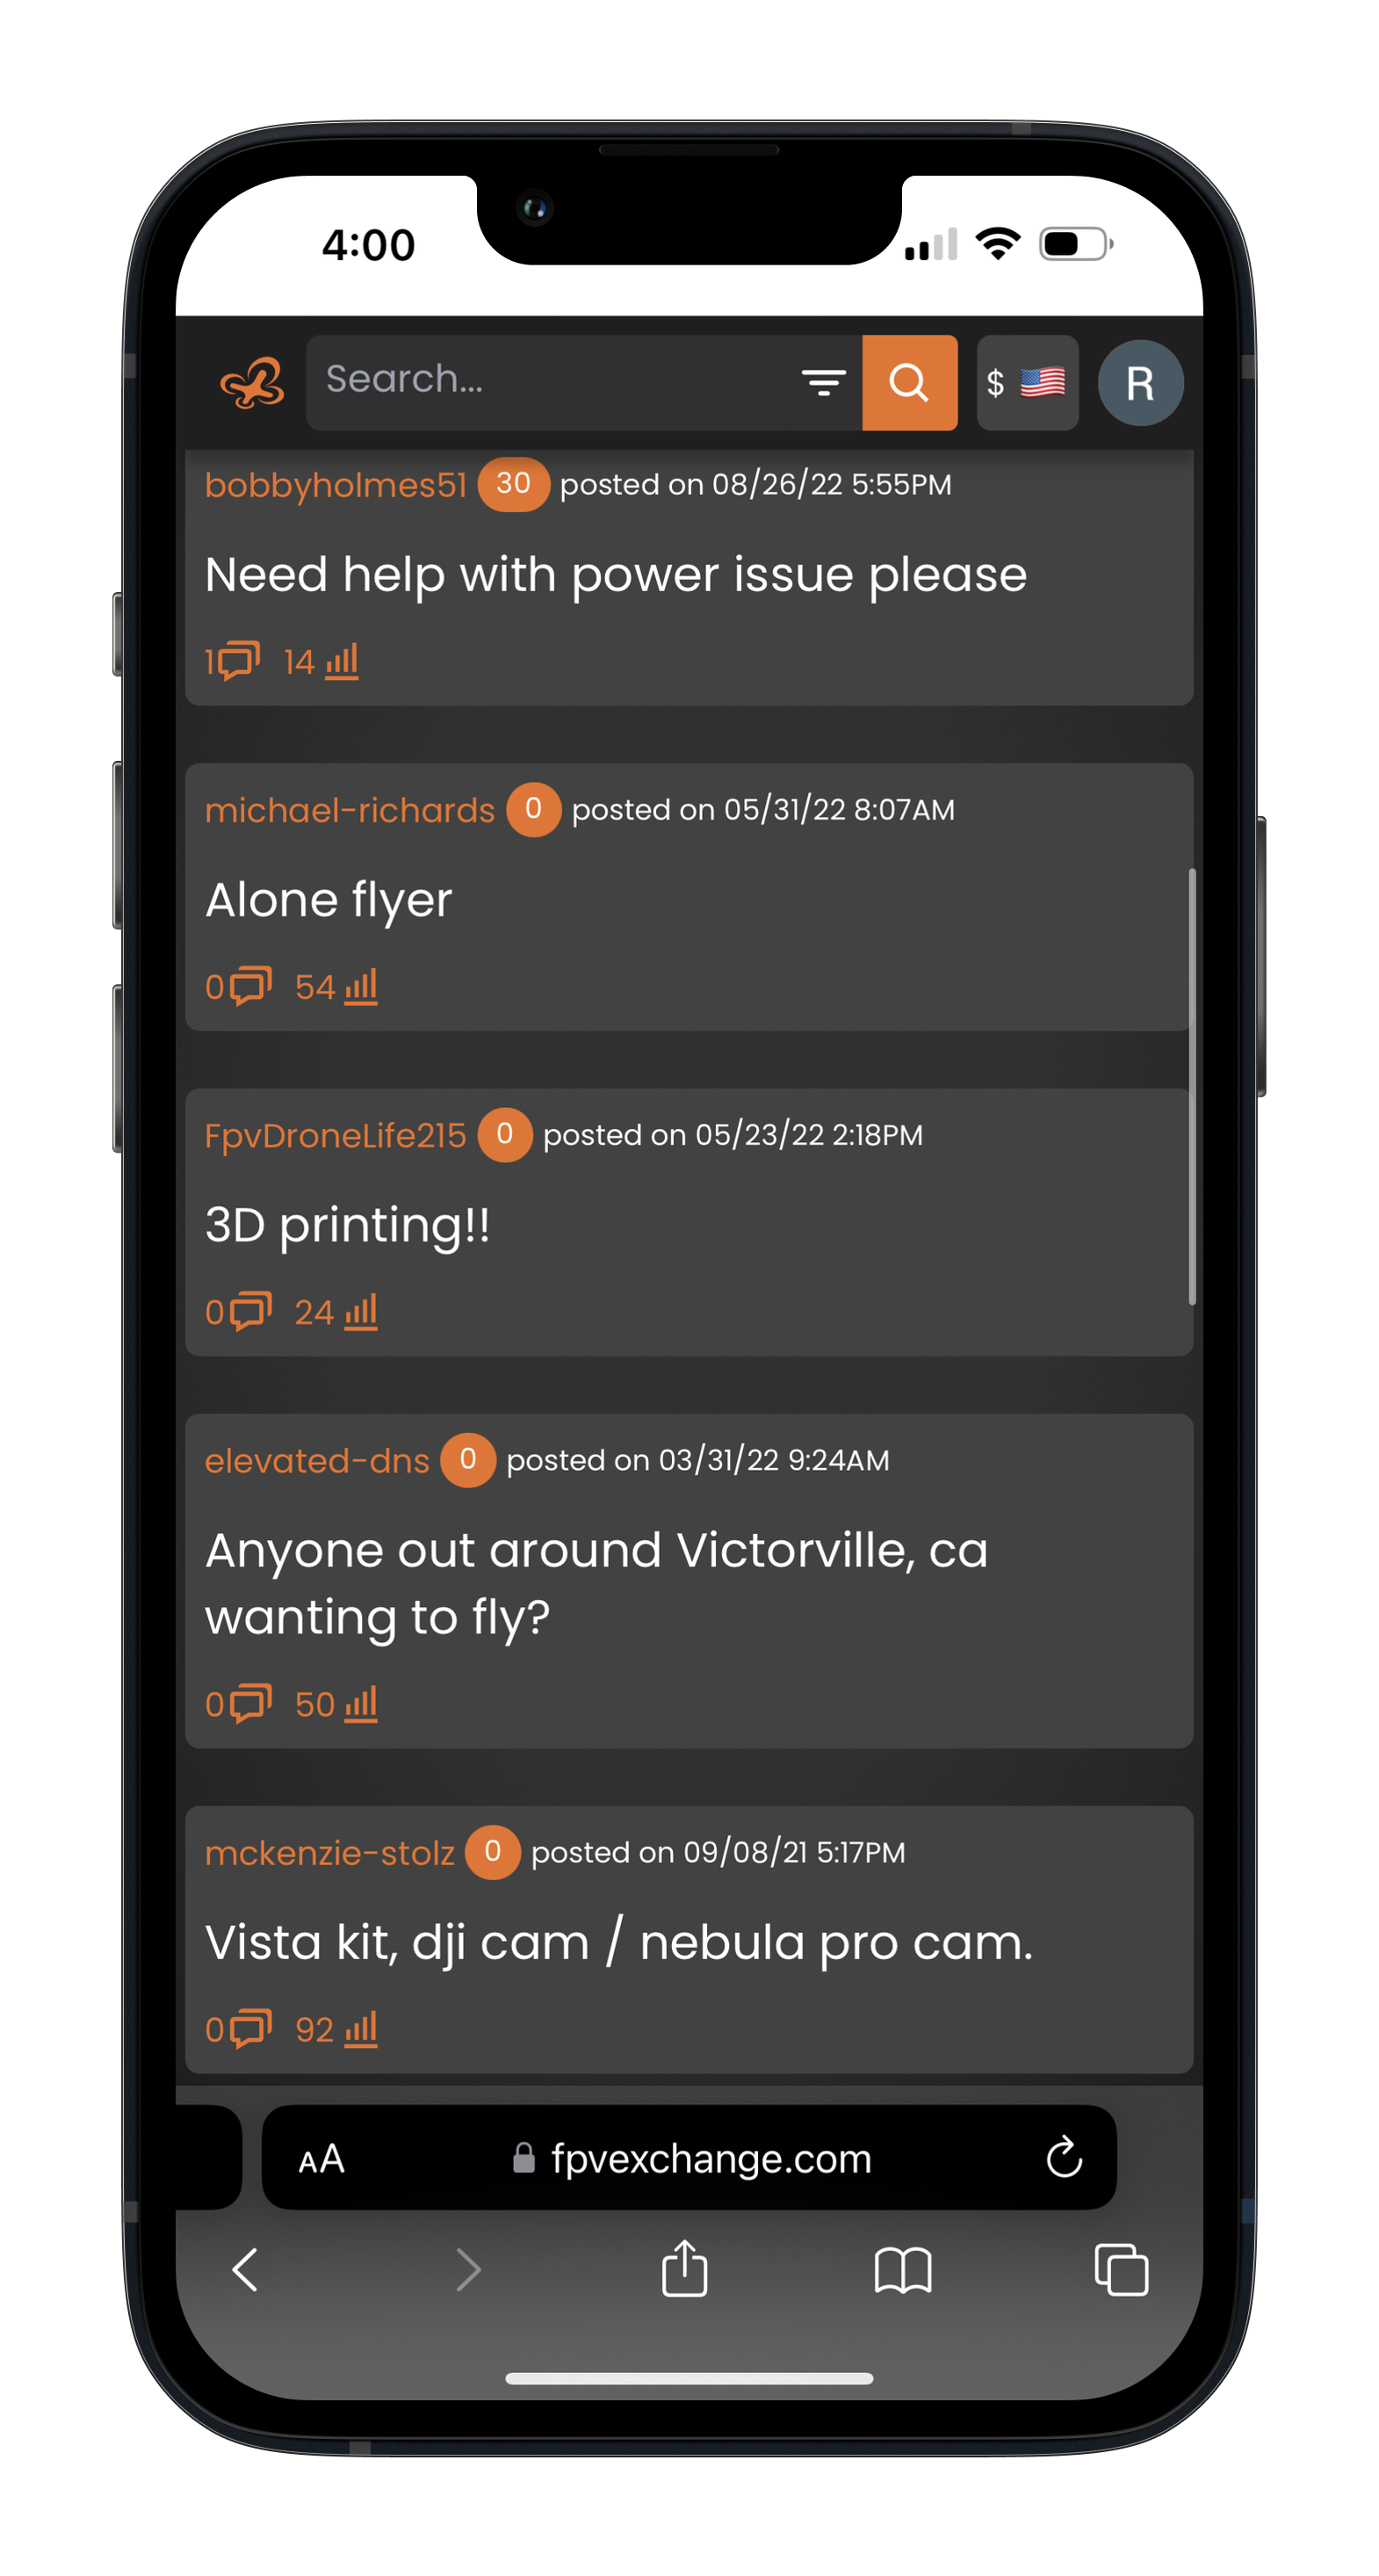 4:00
Search...
$ 🇺🇸
R
bobbyholmes51 30 posted on 08/26/22 5:55PM
Need help with power issue please
1 14
michael-richards 0 posted on 05/31/22 8:07AM
Alone flyer
0 54
FpvDroneLife215 0 posted on 05/23/22 2:18PM
3D printing!!
0 24
elevated-dns 0 posted on 03/31/22 9:24AM
Anyone out around Victorville, ca
wanting to fly?
0 50
mckenzie-stolz 0 posted on 09/08/21 5:17PM
Vista kit, dji cam / nebula pro cam.
0 92
AA fpvexchange.com